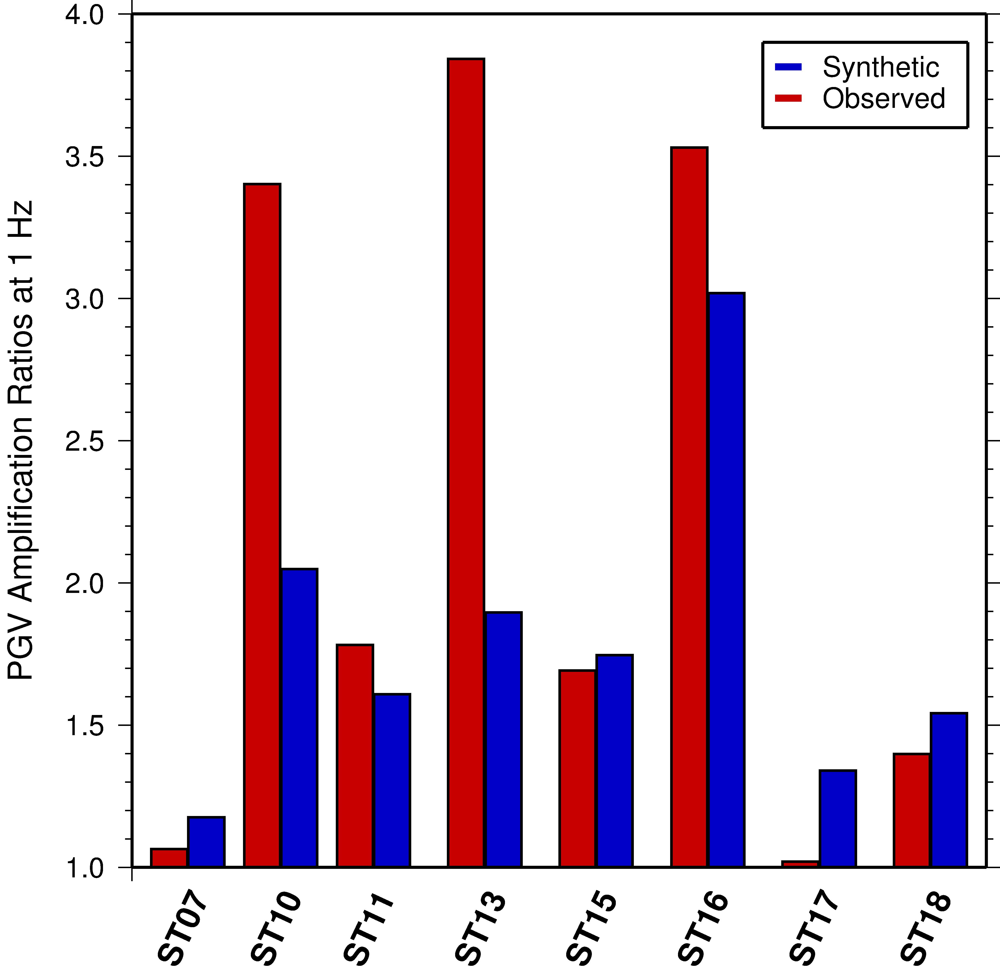 PGV Amplification Ratios at 1 Hz
4.0
3.5
3.0
2.5
2.0
1.5
1.0
Synthetic
Observed
ST07
ST10
ST11
ST13
ST15
ST16
ST17
ST18